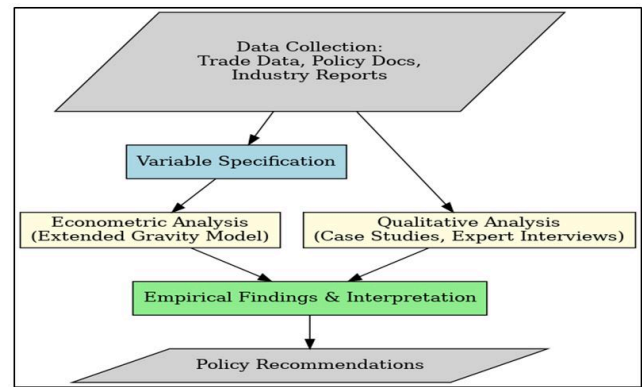 Data Collection:
Trade Data, Policy Docs,
Industry Reports
Variable Specification
Econometric Analysis
(Extended Gravity Model)
Qualitative Analysis
(Case Studies, Expert Interviews)
Empirical Findings & Interpretation
Policy Recommendations